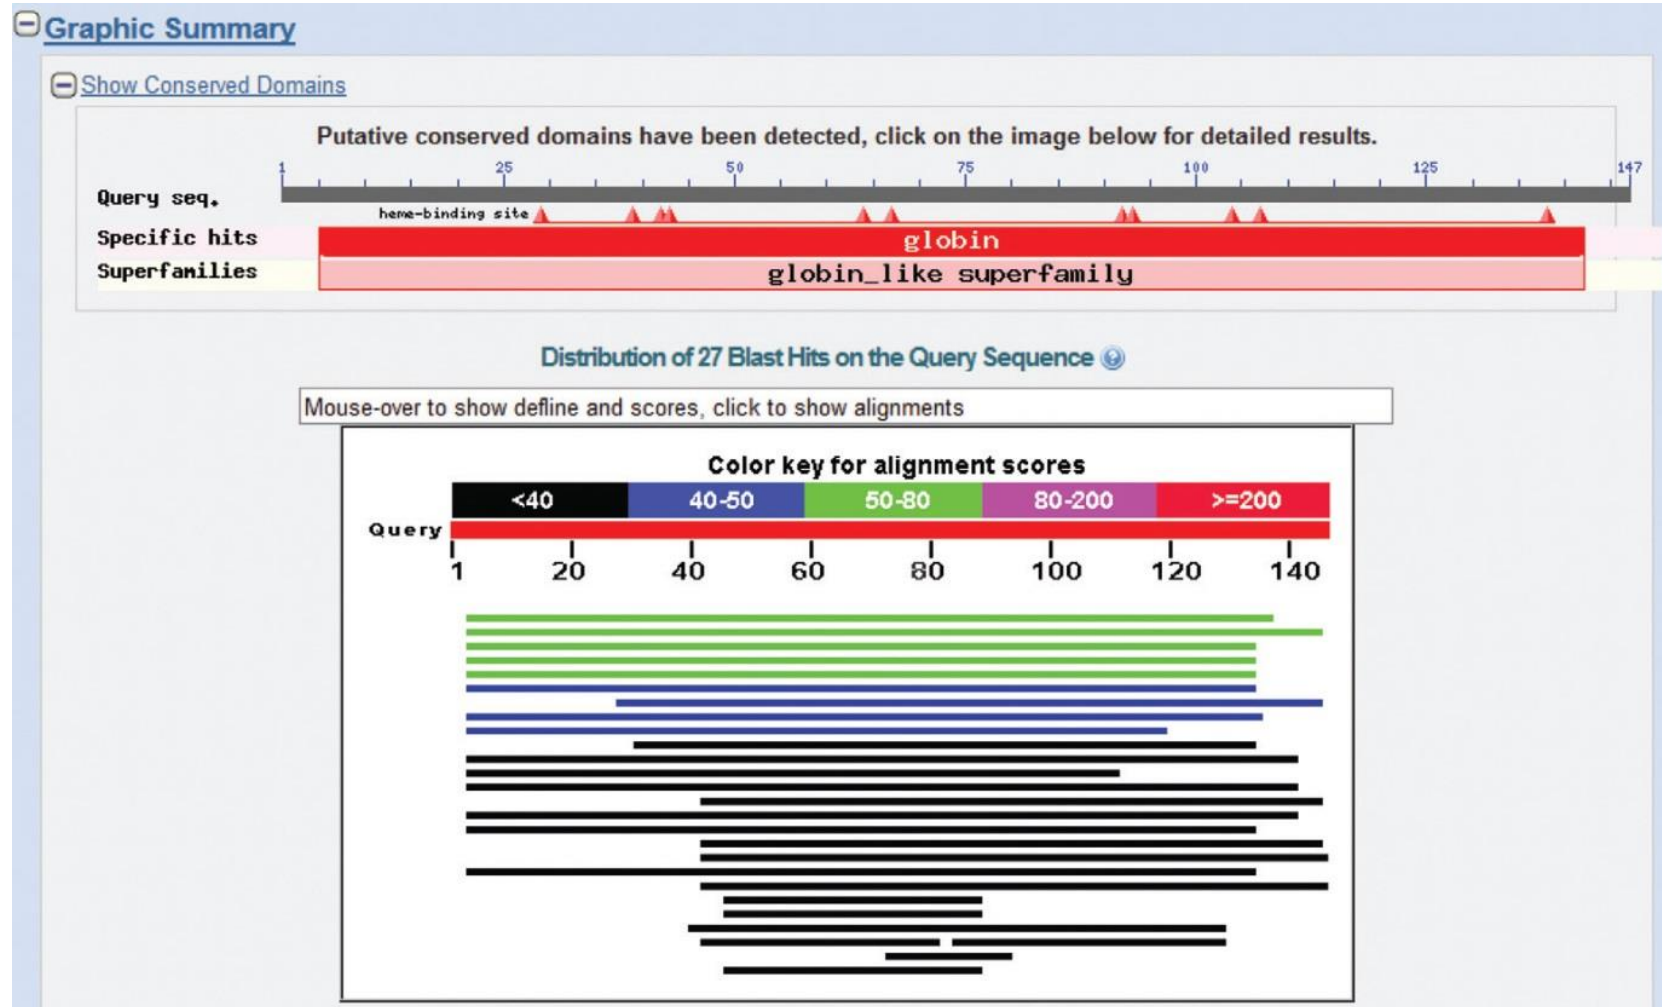 Graphic Summary
Show Conserved Domains
Putative conserved domains have been detected, click on the image below for detailed results.
1 25 50 75 100 125 147
Query seq.
heme-binding site
Specific hits globin
Superfamilies globin_like superfamily
Distribution of 27 Blast Hits on the Query Sequence
Mouse-over to show defline and scores, click to show alignments
Color key for alignment scores
<40 40-50 50-80 80-200 >=200
Query
1 20 40 60 80 100 120 140